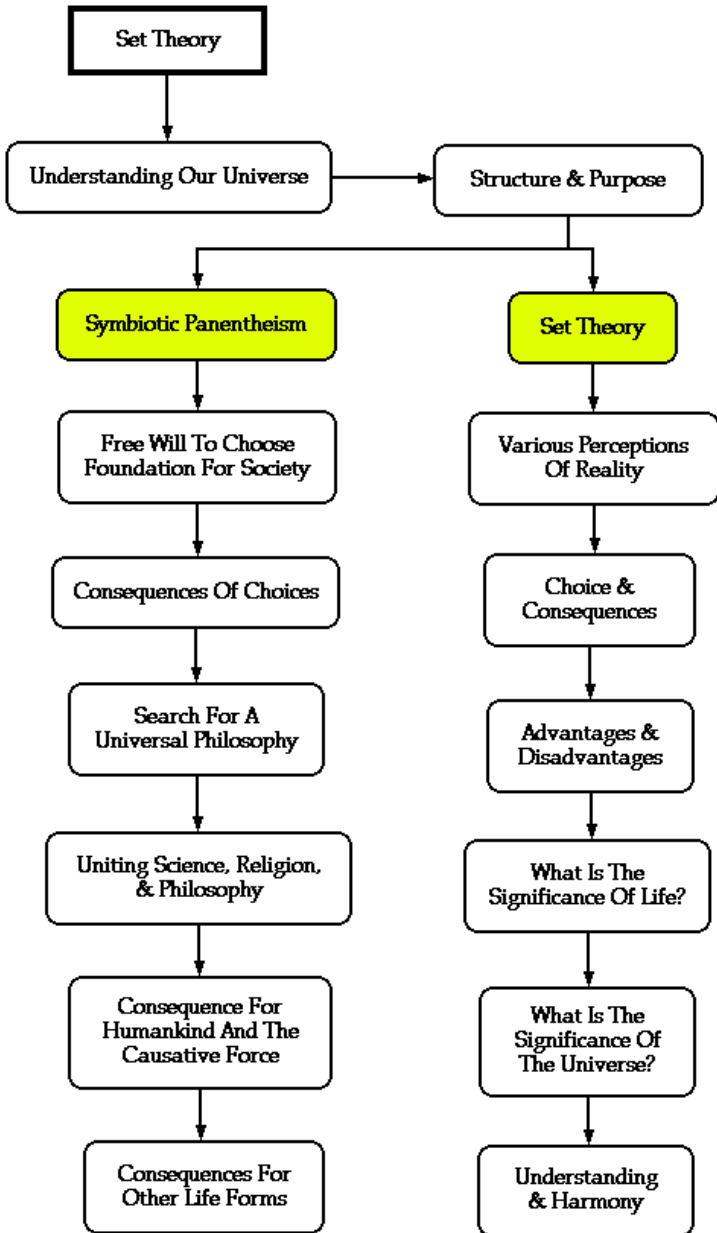 Set Theory
Understanding Our Universe
Structure & Purpose
Symbiotic Panentheism
Free Will To Choose
Foundation For Society
Consequences Of Choices
Search For A
Universal Philosophy
Uniting Science, Religion,
& Philosophy
Consequence For
Humankind And The
Causative Force
Consequences For
Other Life Forms
Set Theory
Various Perceptions
Of Reality
Choice &
Consequences
Advantages &
Disadvantages
What Is The
Significance Of Life?
What Is The
Significance Of
The Universe?
Understanding
& Harmony